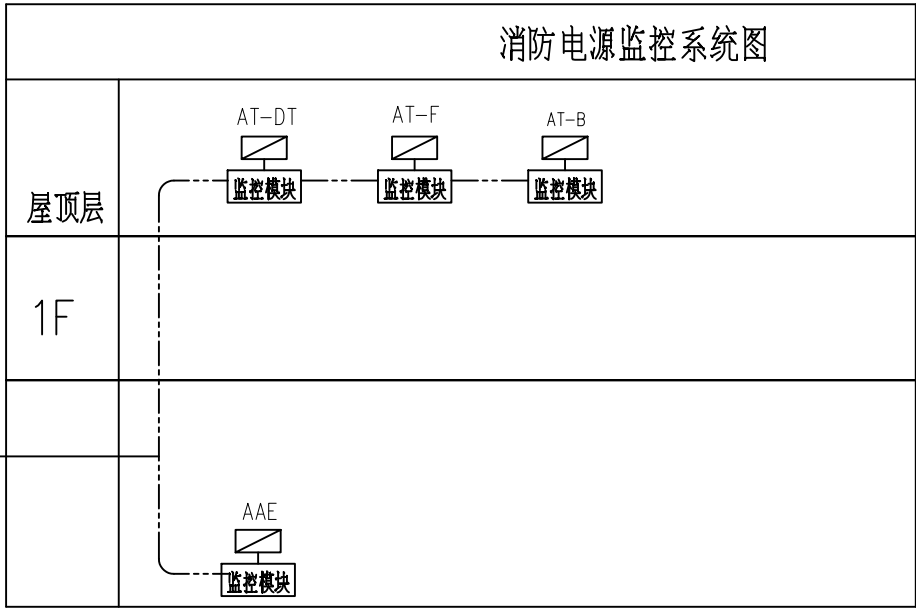 消防电源监控系统图
AT-DT AT-F AT-B
监控模块 监控模块 监控模块
屋顶层
1F
AAE
监控模块